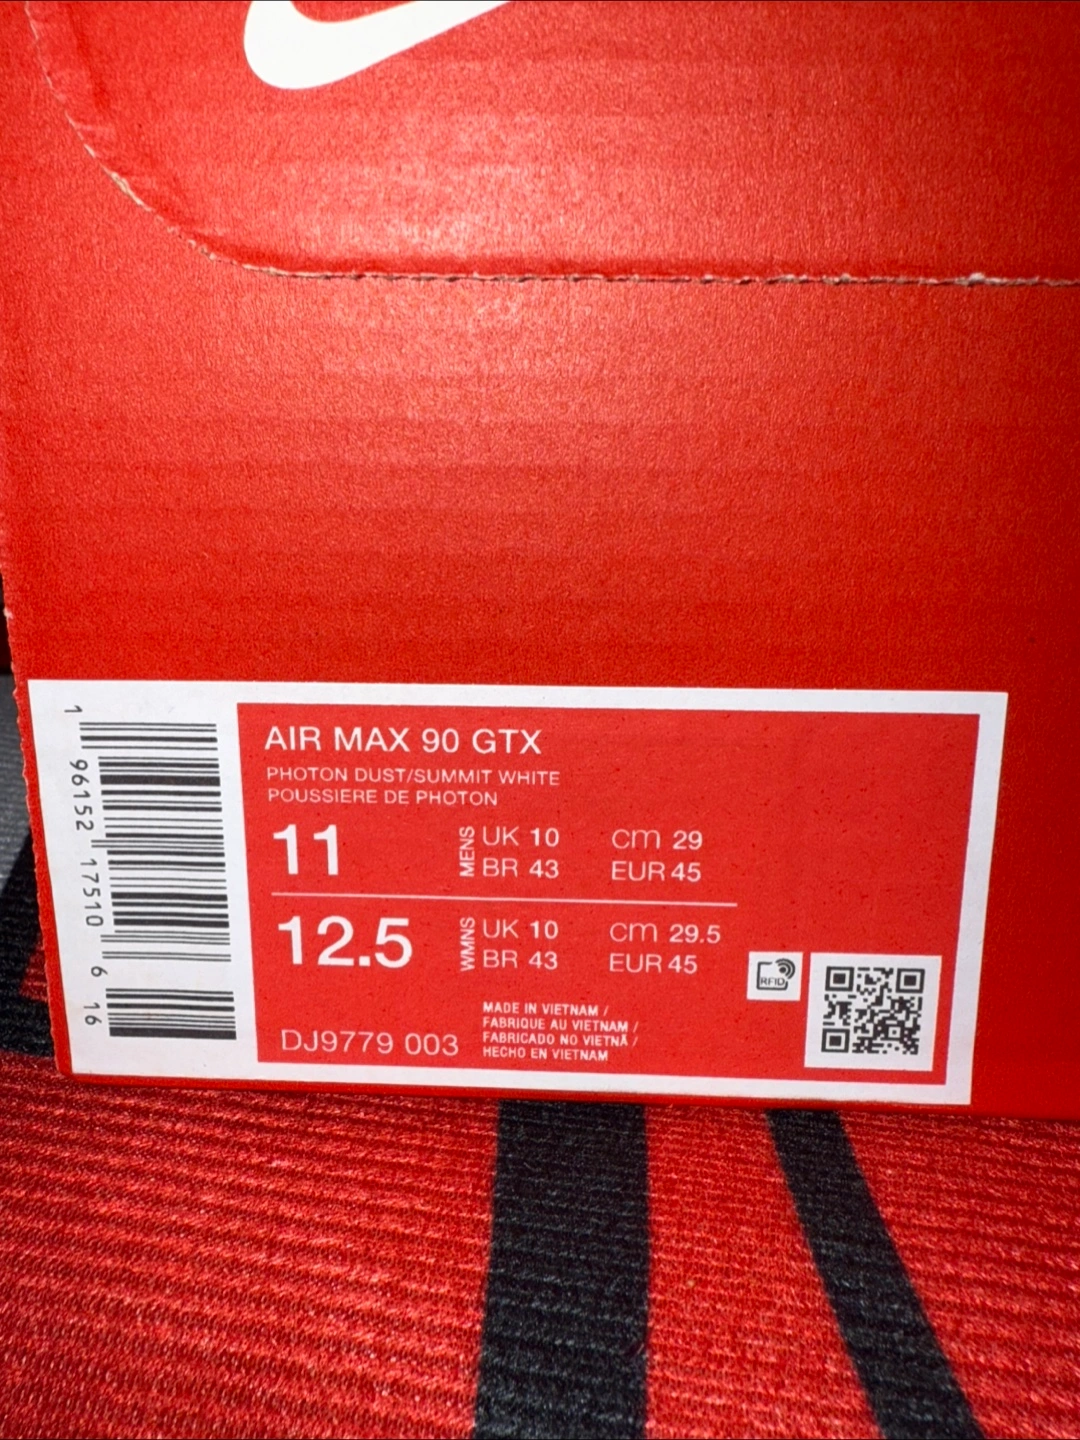 AIR MAX 90 GTX
PHOTON DUST/SUMMIT WHITE
POUSSIERE DE PHOTON
11 MENS UK 10 cm 29
BR 43 EUR 45
12.5 WMNS UK 10 cm 29.5
BR 43 EUR 45
RFID
DJ9779 003
MADE IN VIETNAM /
FABRIQUE AU VIETNAM /
FABRICADO NO VIETNÃ /
HECHO EN VIETNAM
1 96152 17510 6 16